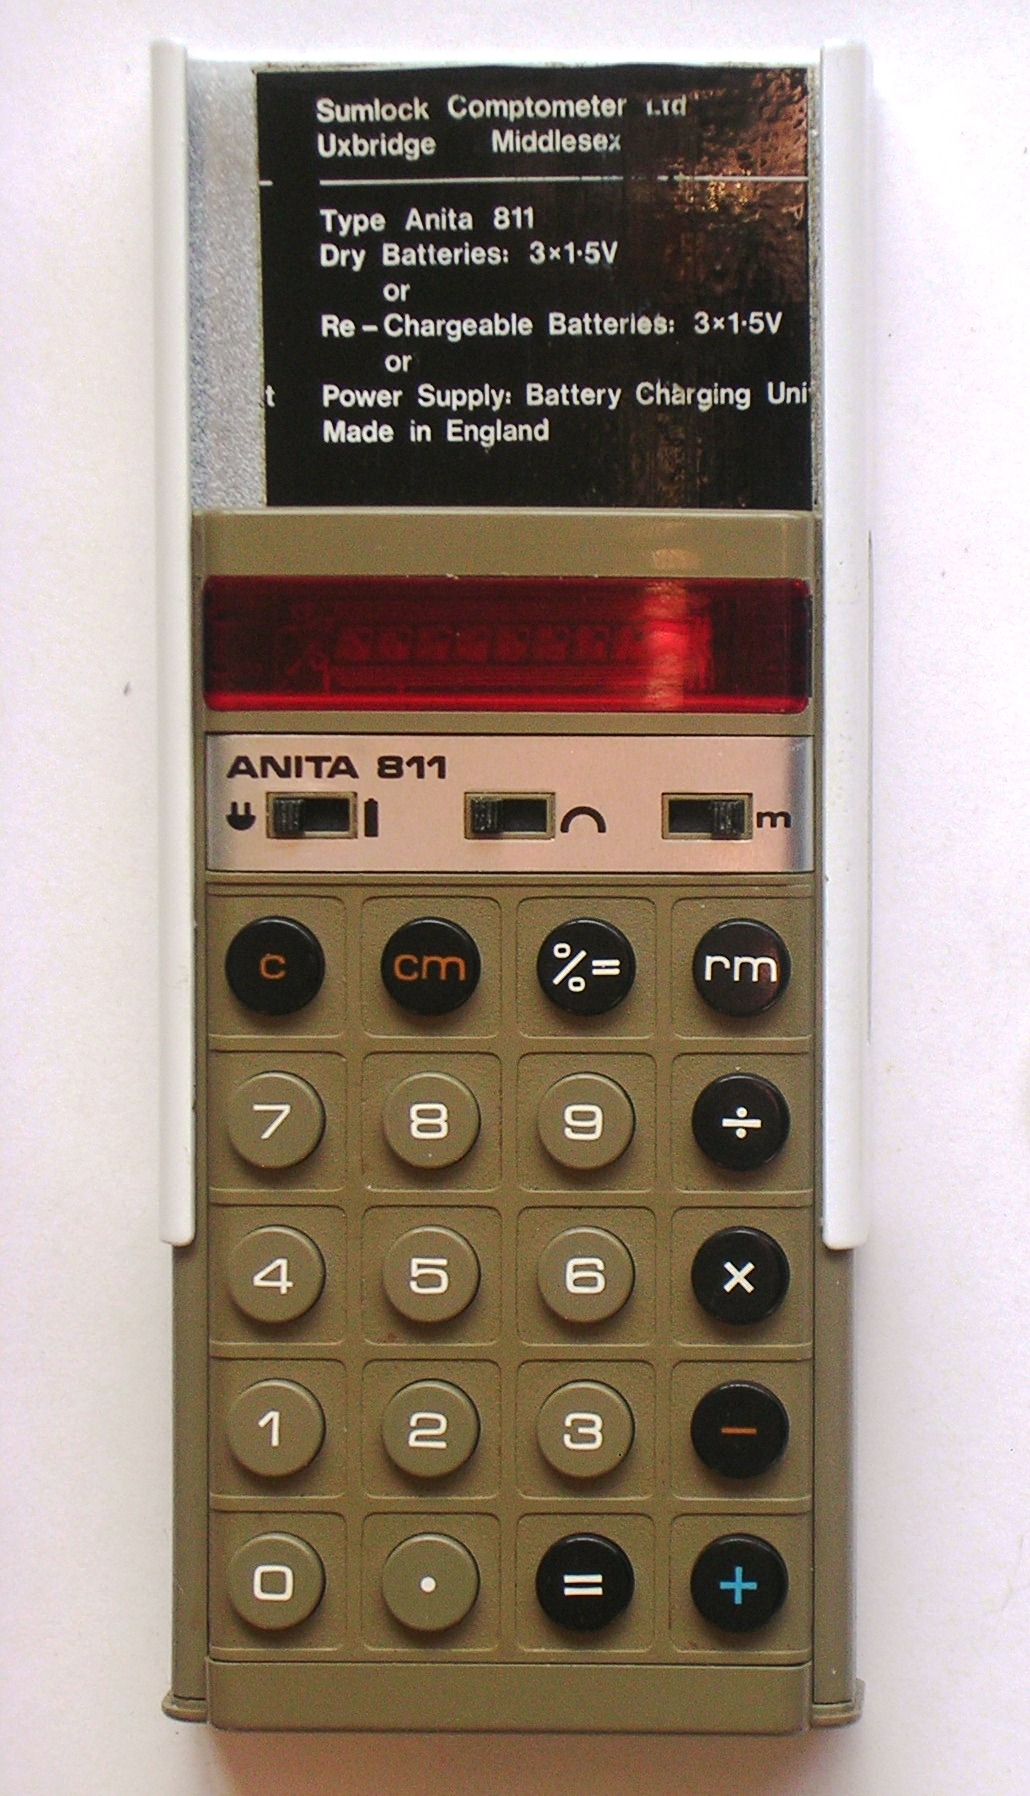 Sumlock Comptometer Ltd
Uxbridge Middlesex
Type Anita 811
Dry Batteries: 3×1·5V
or
Re-Chargeable Batteries: 3×1·5V
or
t Power Supply: Battery Charging Unit
Made in England
ANITA 811
m
c cm %= rm
7 8 9 ÷
4 5 6 ×
1 2 3 −
0 · = +